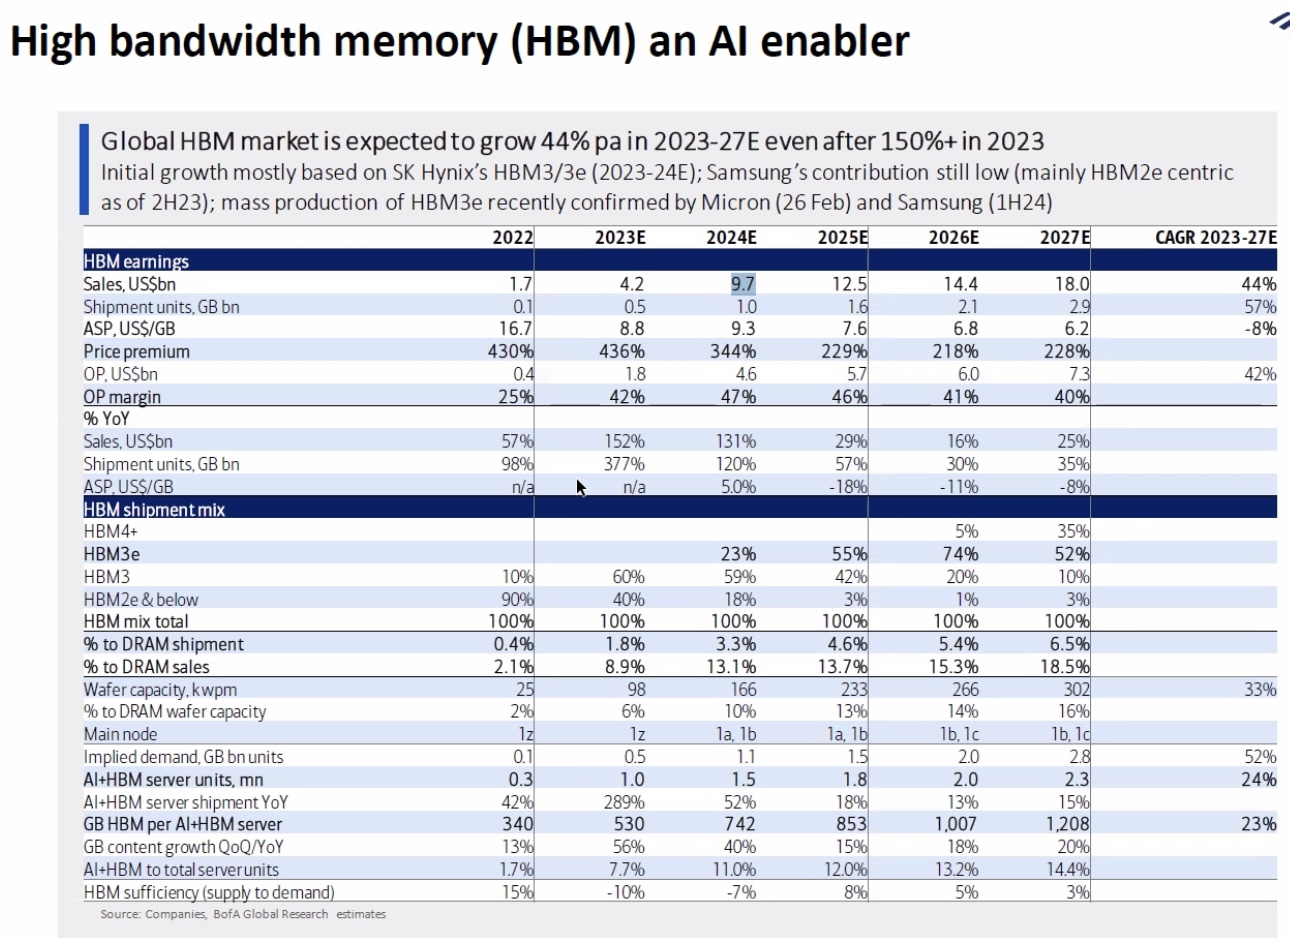 High bandwidth memory (HBM) an AI enabler
Global HBM market is expected to grow 44% pa in 2023-27E even after 150%+ in 2023
Initial growth mostly based on SK Hynix's HBM3/3e (2023-24E); Samsung's contribution still low (mainly HBM2e centric
as of 2H23); mass production of HBM3e recently confirmed by Micron (26 Feb) and Samsung (1H24)
2022 2023E 2024E 2025E 2026E 2027E CAGR 2023-27E
HBM earnings
Sales, US$bn 1.7 4.2 9.7 12.5 14.4 18.0 44%
Shipment units, GB bn 0.1 0.5 1.0 1.6 2.1 2.9 57%
ASP, US$/GB 16.7 8.8 9.3 7.6 6.8 6.2 -8%
Price premium 430% 436% 344% 229% 218% 228%
OP, US$bn 0.4 1.8 4.6 5.7 6.0 7.3 42%
OP margin 25% 42% 47% 46% 41% 40%
% YoY
Sales, US$bn 57% 152% 131% 29% 16% 25%
Shipment units, GB bn 98% 377% 120% 57% 30% 35%
ASP, US$/GB n/a n/a 5.0% -18% -11% -8%
HBM shipment mix
HBM4+ 5% 35%
HBM3e 23% 55% 74% 52%
HBM3 10% 60% 59% 42% 20% 10%
HBM2e & below 90% 40% 18% 3% 1% 3%
HBM mix total 100% 100% 100% 100% 100% 100%
% to DRAM shipment 0.4% 1.8% 3.3% 4.6% 5.4% 6.5%
% to DRAM sales 2.1% 8.9% 13.1% 13.7% 15.3% 18.5%
Wafer capacity, k wpm 25 98 166 233 266 302 33%
% to DRAM wafer capacity 2% 6% 10% 13% 14% 16%
Main node 1z 1z 1a, 1b 1a, 1b 1b, 1c 1b, 1c
Implied demand, GB bn units 0.1 0.5 1.1 1.5 2.0 2.8 52%
AI+HBM server units, mn 0.3 1.0 1.5 1.8 2.0 2.3 24%
AI+HBM server shipment YoY 42% 289% 52% 18% 13% 15%
GB HBM per AI+HBM server 340 530 742 853 1,007 1,208 23%
GB content growth QoQ/YoY 13% 56% 40% 15% 18% 20%
AI+HBM to total server units 1.7% 7.7% 11.0% 12.0% 13.2% 14.4%
HBM sufficiency (supply to demand) 15% -10% -7% 8% 5% 3%
Source: Companies, BofA Global Research estimates